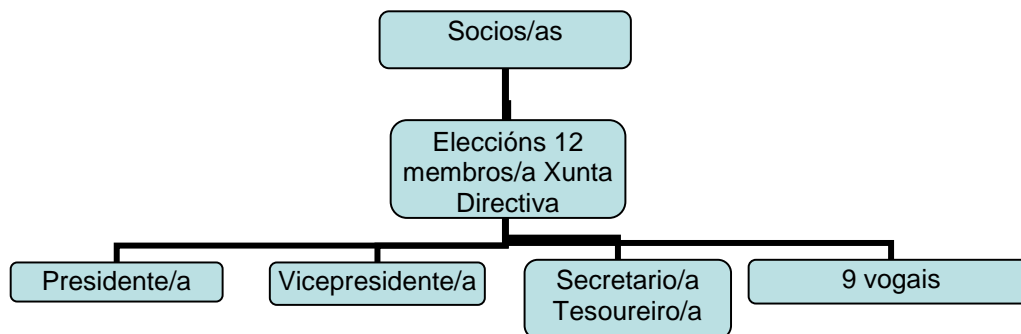 Socios/as
Eleccións 12
membros/a Xunta
Directiva
Presidente/a
Vicepresidente/a
Secretario/a
Tesoureiro/a
9 vogais